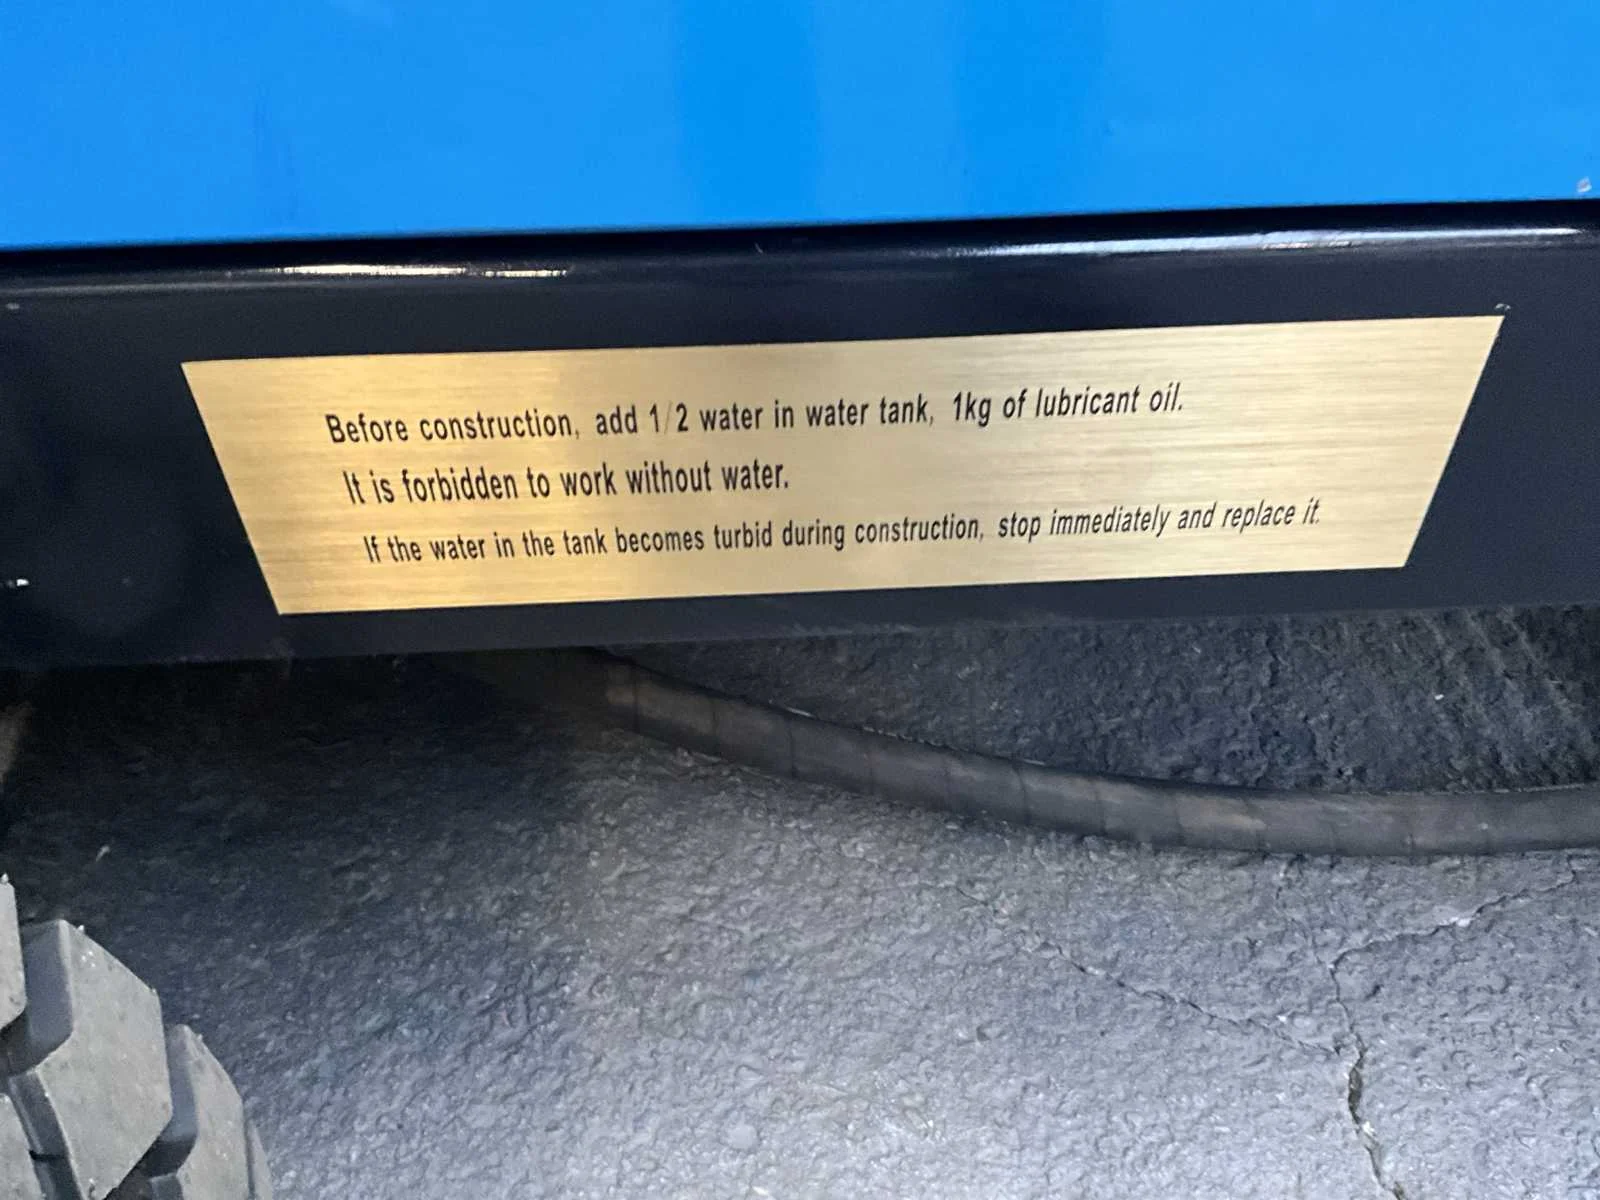 Before construction, add 1/2 water in water tank, 1kg of lubricant oil.
It is forbidden to work without water.
If the water in the tank becomes turbid during construction, stop immediately and replace it.